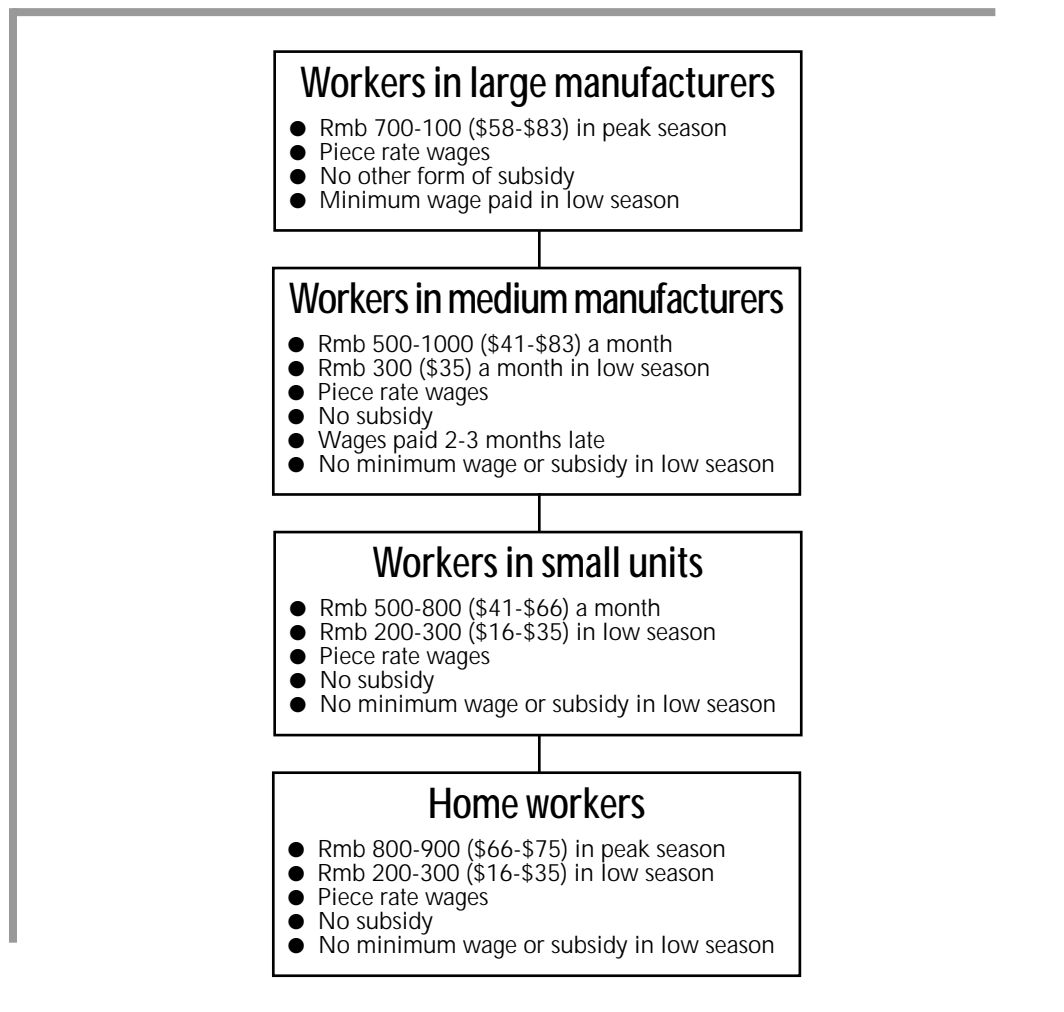 Workers in large manufacturers
● Rmb 700-100 ($58-$83) in peak season
● Piece rate wages
● No other form of subsidy
● Minimum wage paid in low season
Workers in medium manufacturers
● Rmb 500-1000 ($41-$83) a month
● Rmb 300 ($35) a month in low season
● Piece rate wages
● No subsidy
● Wages paid 2-3 months late
● No minimum wage or subsidy in low season
Workers in small units
● Rmb 500-800 ($41-$66) a month
● Rmb 200-300 ($16-$35) in low season
● Piece rate wages
● No subsidy
● No minimum wage or subsidy in low season
Home workers
● Rmb 800-900 ($66-$75) in peak season
● Rmb 200-300 ($16-$35) in low season
● Piece rate wages
● No subsidy
● No minimum wage or subsidy in low season